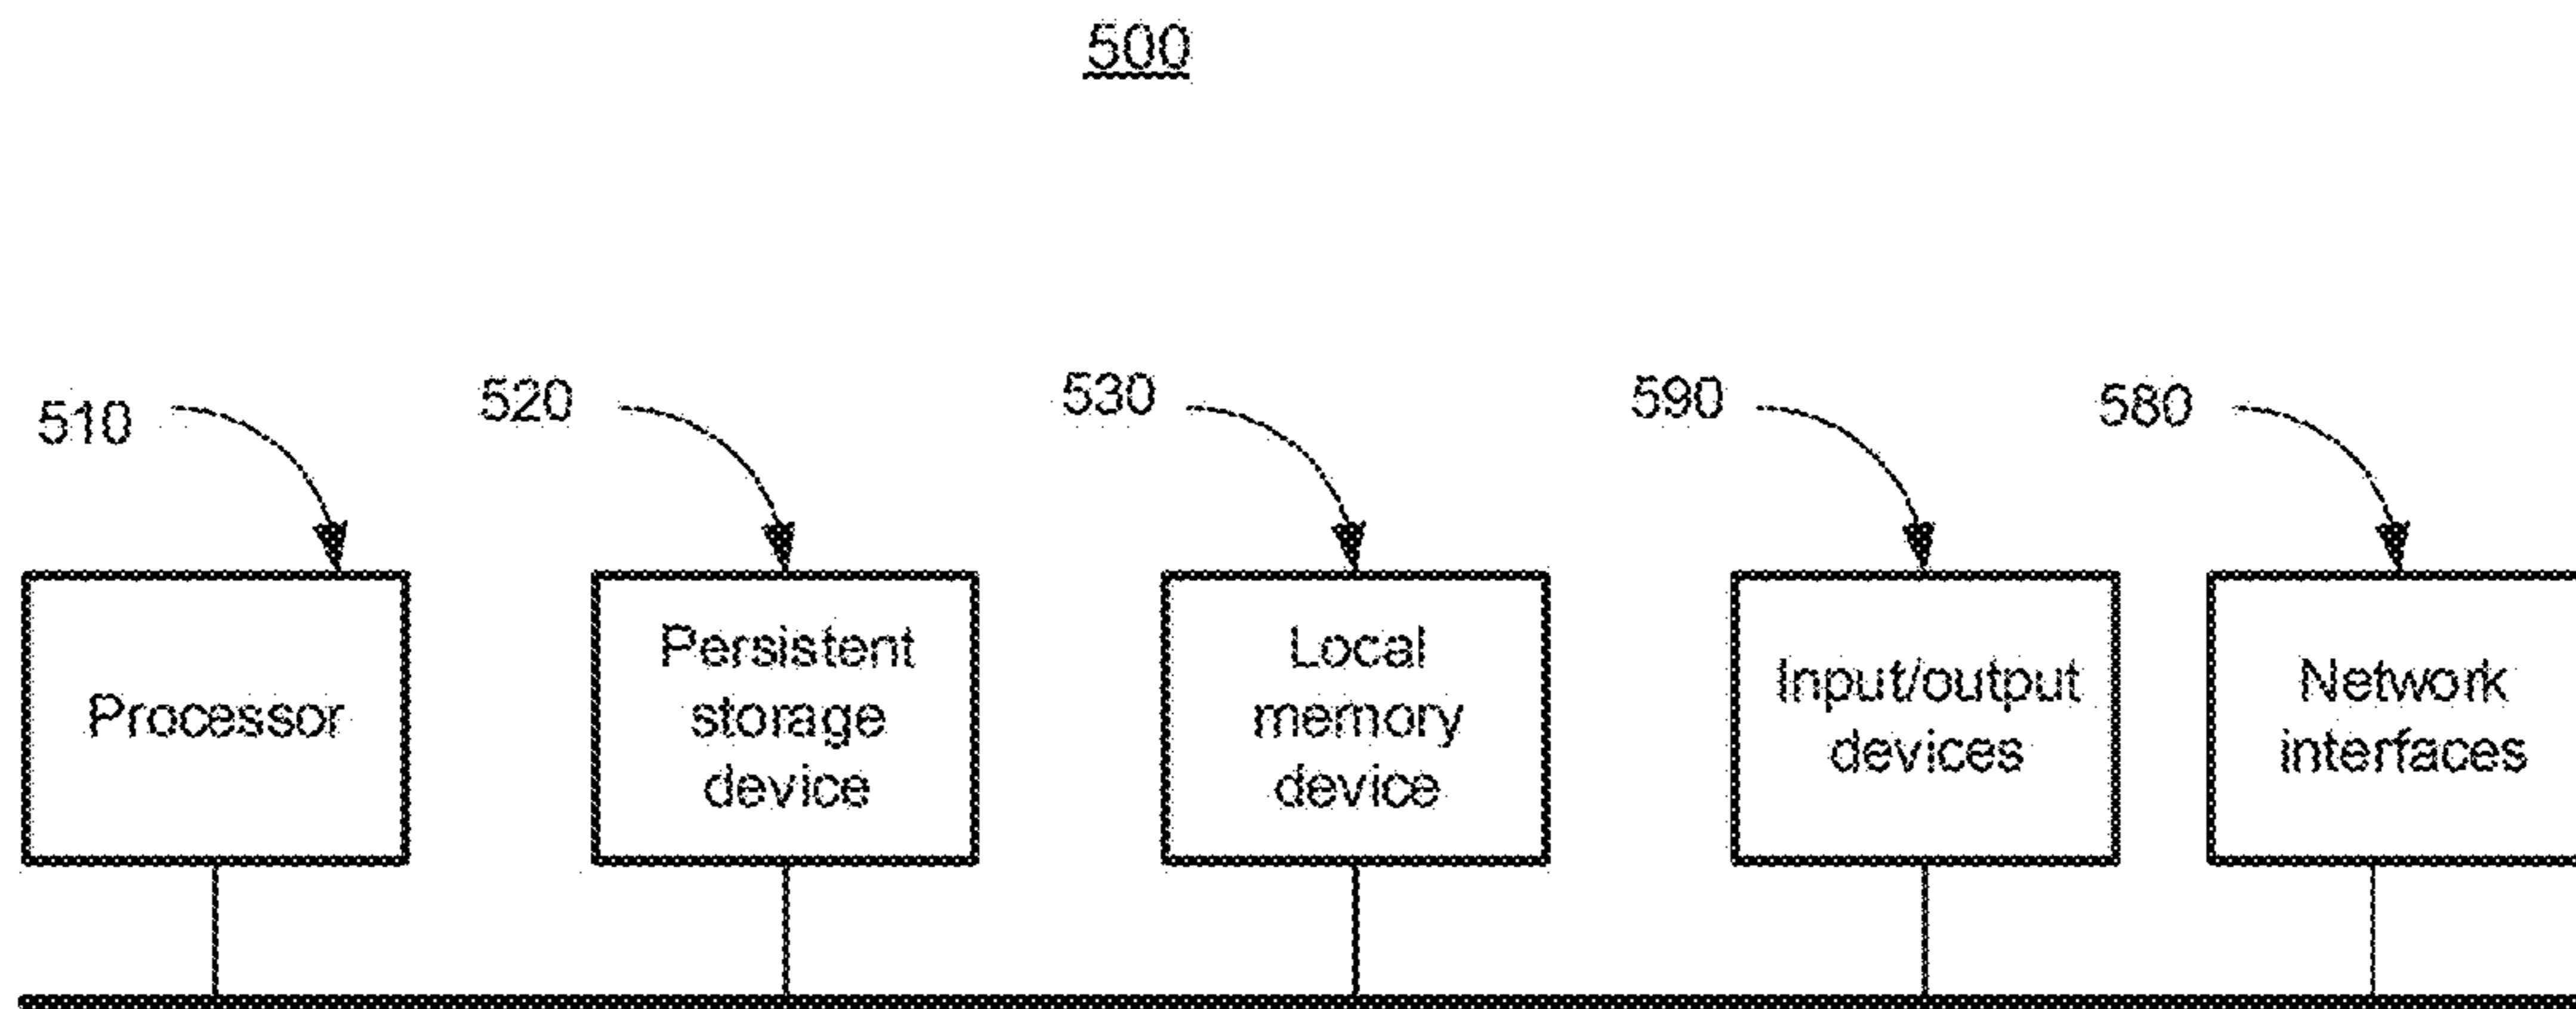 500
510
520
530
590
580
Processor
Persistent
storage
device
Local
memory
device
Input/output
devices
Network
interfaces